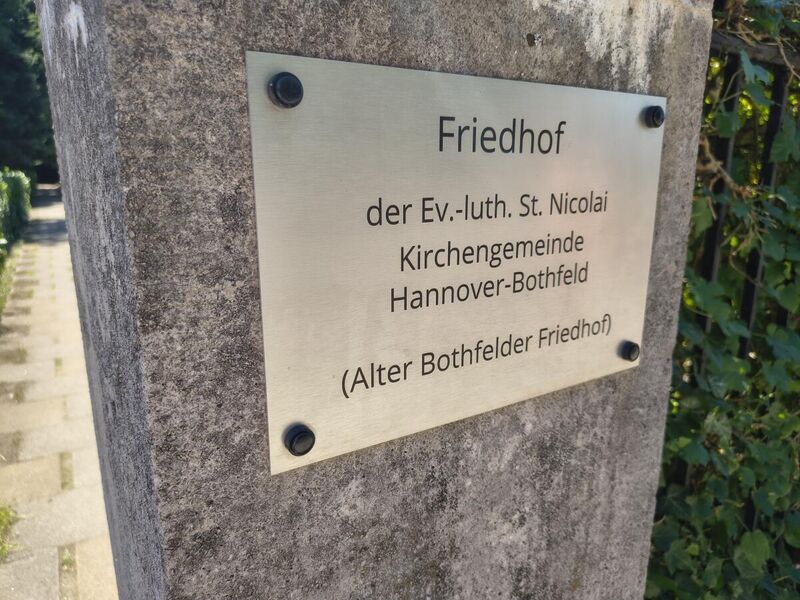 Friedhof
der Ev.-luth. St. Nicolai
Kirchengemeinde
Hannover-Bothfeld
(Alter Bothfelder Friedhof)